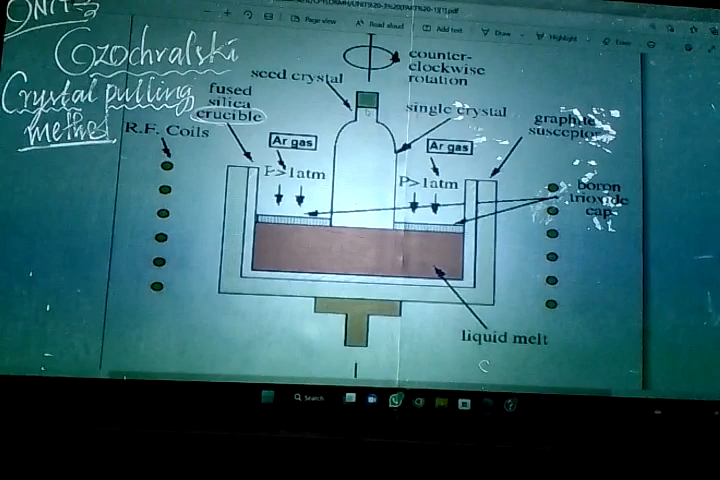 UNIT-3
Czochralski
Crystal pulling
method
Page view
Read aloud
Add text
Draw
Highlight
Erase
counter-
clockwise
rotation
seed crystal
fused
silica
crucible
single crystal
graphite
susceptor
R.F. Coils
Ar gas
Ar gas
P>1atm
P>1atm
boron
trioxide
cap
liquid melt
Search